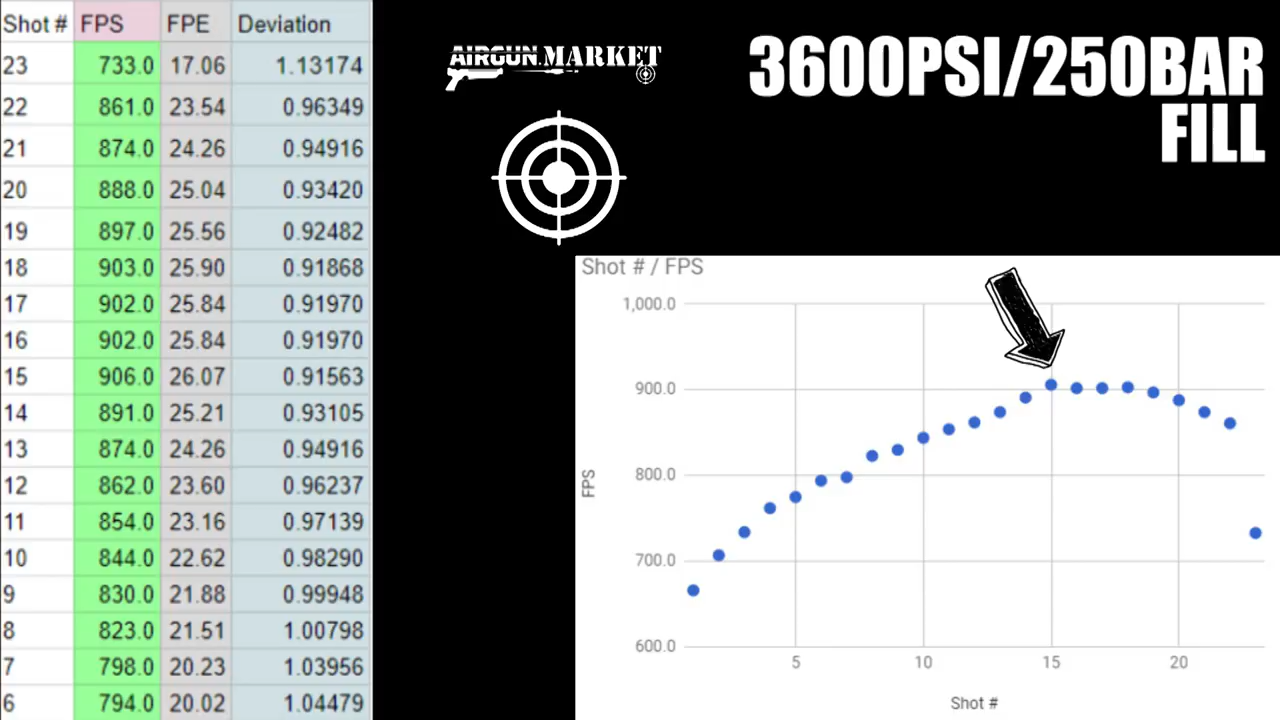 Shot # FPS FPE Deviation
23 733.0 17.06 1.13174
22 861.0 23.54 0.96349
21 874.0 24.26 0.94916
20 888.0 25.04 0.93420
19 897.0 25.56 0.92482
18 903.0 25.90 0.91868
17 902.0 25.84 0.91970
16 902.0 25.84 0.91970
15 906.0 26.07 0.91563
14 891.0 25.21 0.93105
13 874.0 24.26 0.94916
12 862.0 23.60 0.96237
11 854.0 23.16 0.97139
10 844.0 22.62 0.98290
9 830.0 21.88 0.99948
8 823.0 21.51 1.00798
7 798.0 20.23 1.03956
6 794.0 20.02 1.04479
AIRGUN.MARKET
3600PSI/250BAR
FILL
Shot # / FPS
1,000.0
900.0
800.0
700.0
600.0
FPS
5 10 15 20
Shot #